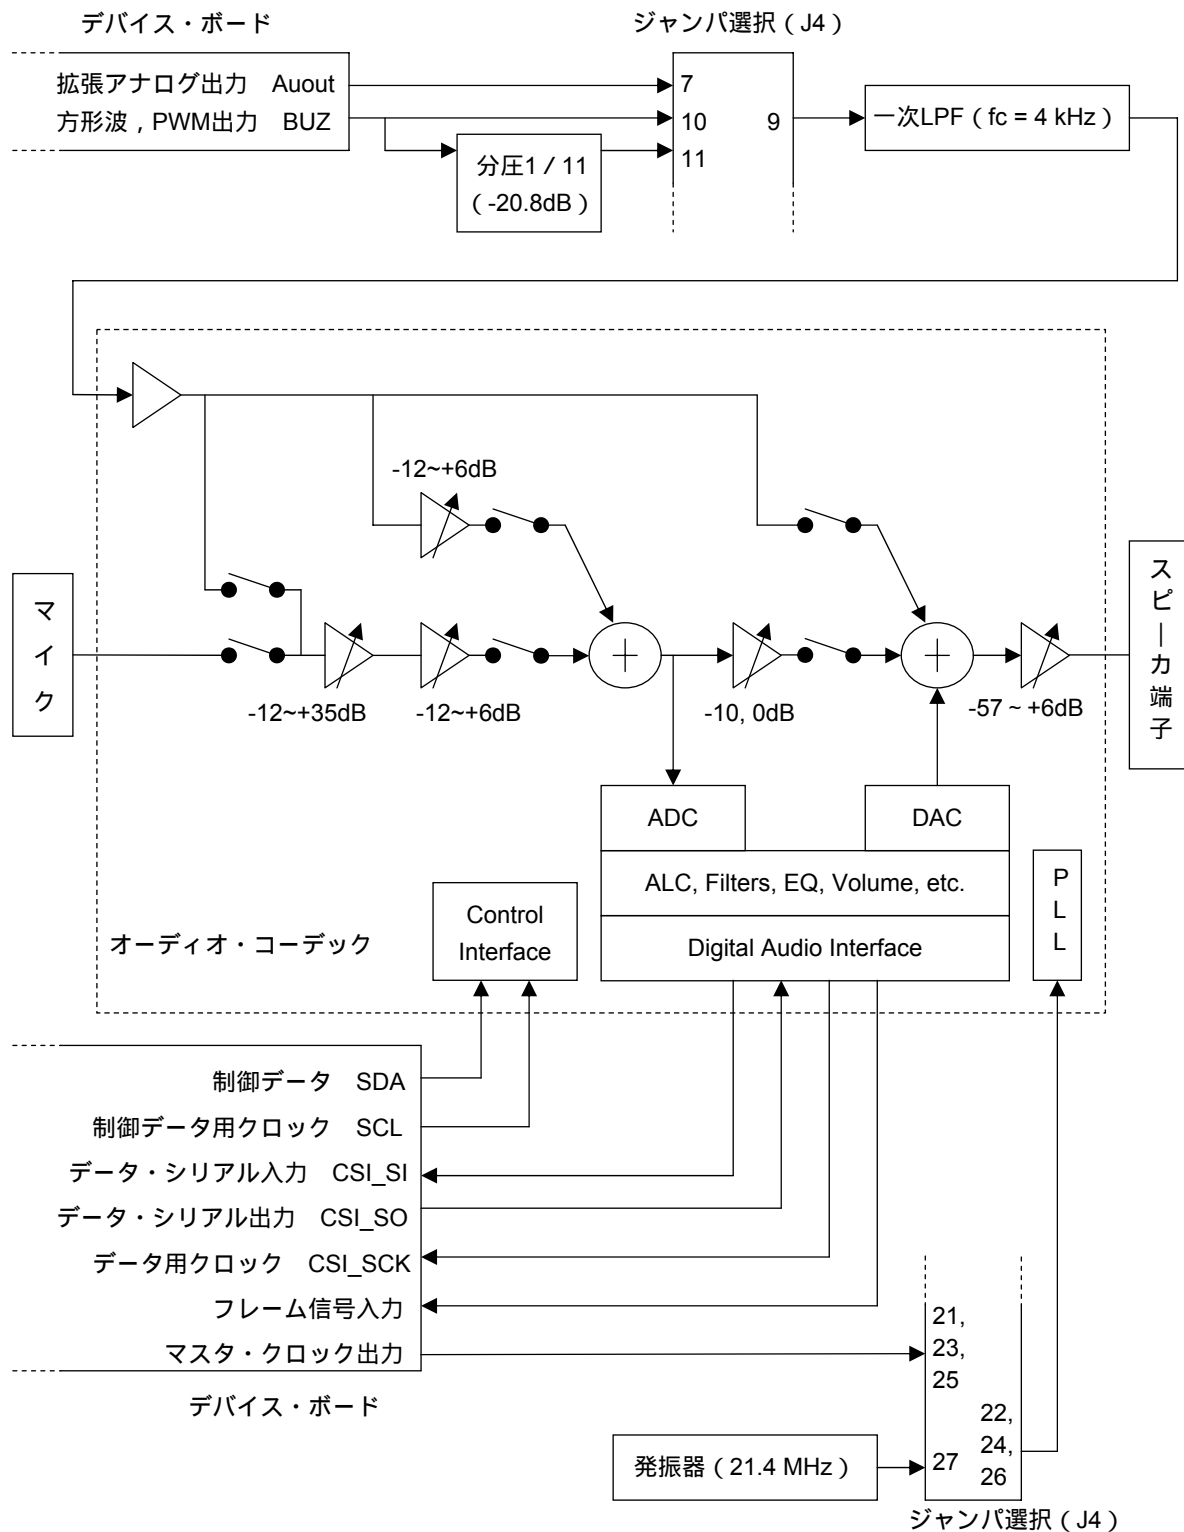 デバイス・ボード
ジャンパ選択（J4）
拡張アナログ出力 Auout
方形波，PWM出力 BUZ
7
10
11
9
一次LPF（fc = 4 kHz）
分圧1／11
（-20.8dB）
-12~+6dB
マイク
スピーカ端子
-12~+35dB
-12~+6dB
-10, 0dB
-57 ~ +6dB
ADC
DAC
ALC, Filters, EQ, Volume, etc.
Digital Audio Interface
Control
Interface
PLL
オーディオ・コーデック
制御データ SDA
制御データ用クロック SCL
データ・シリアル入力 CSI_SI
データ・シリアル出力 CSI_SO
データ用クロック CSI_SCK
フレーム信号入力
マスタ・クロック出力
デバイス・ボード
21,
23,
25
22,
24,
26
27
発振器（21.4 MHz）
ジャンパ選択（J4）